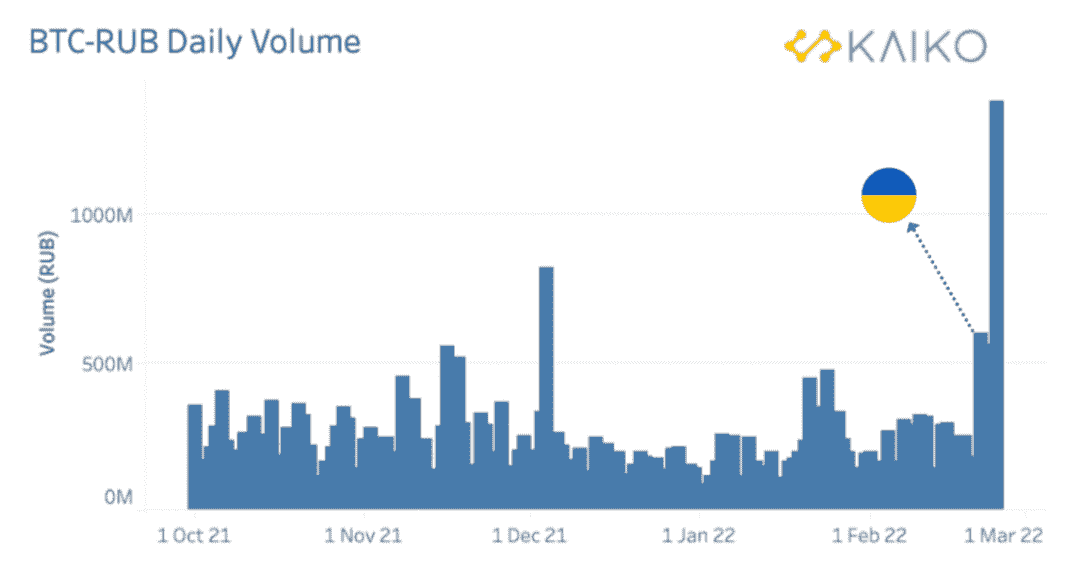 BTC-RUB Daily Volume
KAIKO
Volume (RUB)
1000M
500M
0M
1 Oct 21 1 Nov 21 1 Dec 21 1 Jan 22 1 Feb 22 1 Mar 22